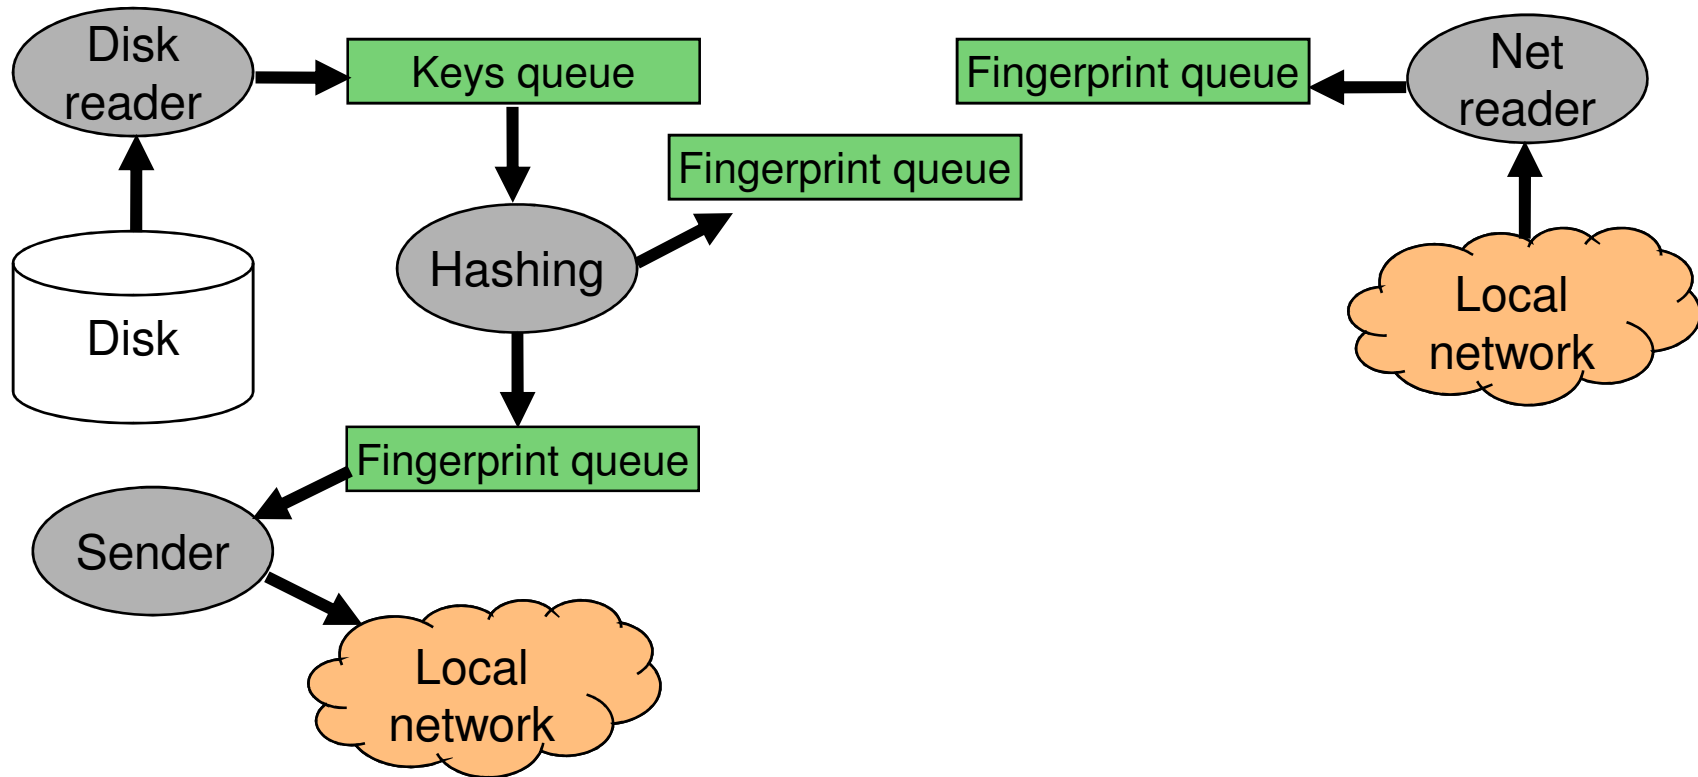 Disk
reader
Keys queue
Fingerprint queue
Net
reader
Fingerprint queue
Hashing
Disk
Local
network
Fingerprint queue
Sender
Local
network